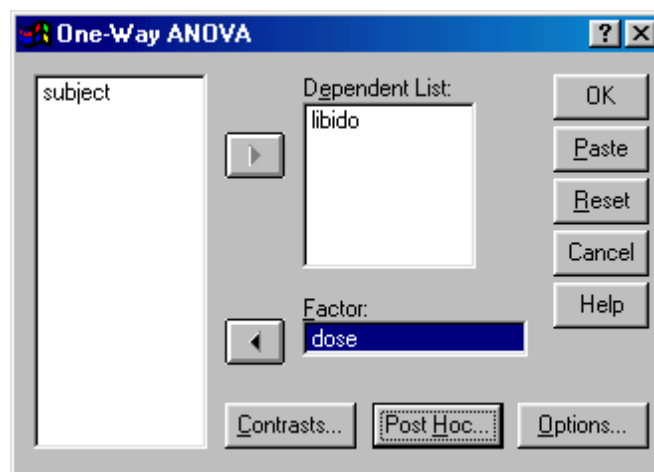 One-Way ANOVA
subject
Dependent List:
libido
OK
Paste
Reset
Cancel
Help
Factor:
dose
Contrasts...
Post Hoc...
Options...